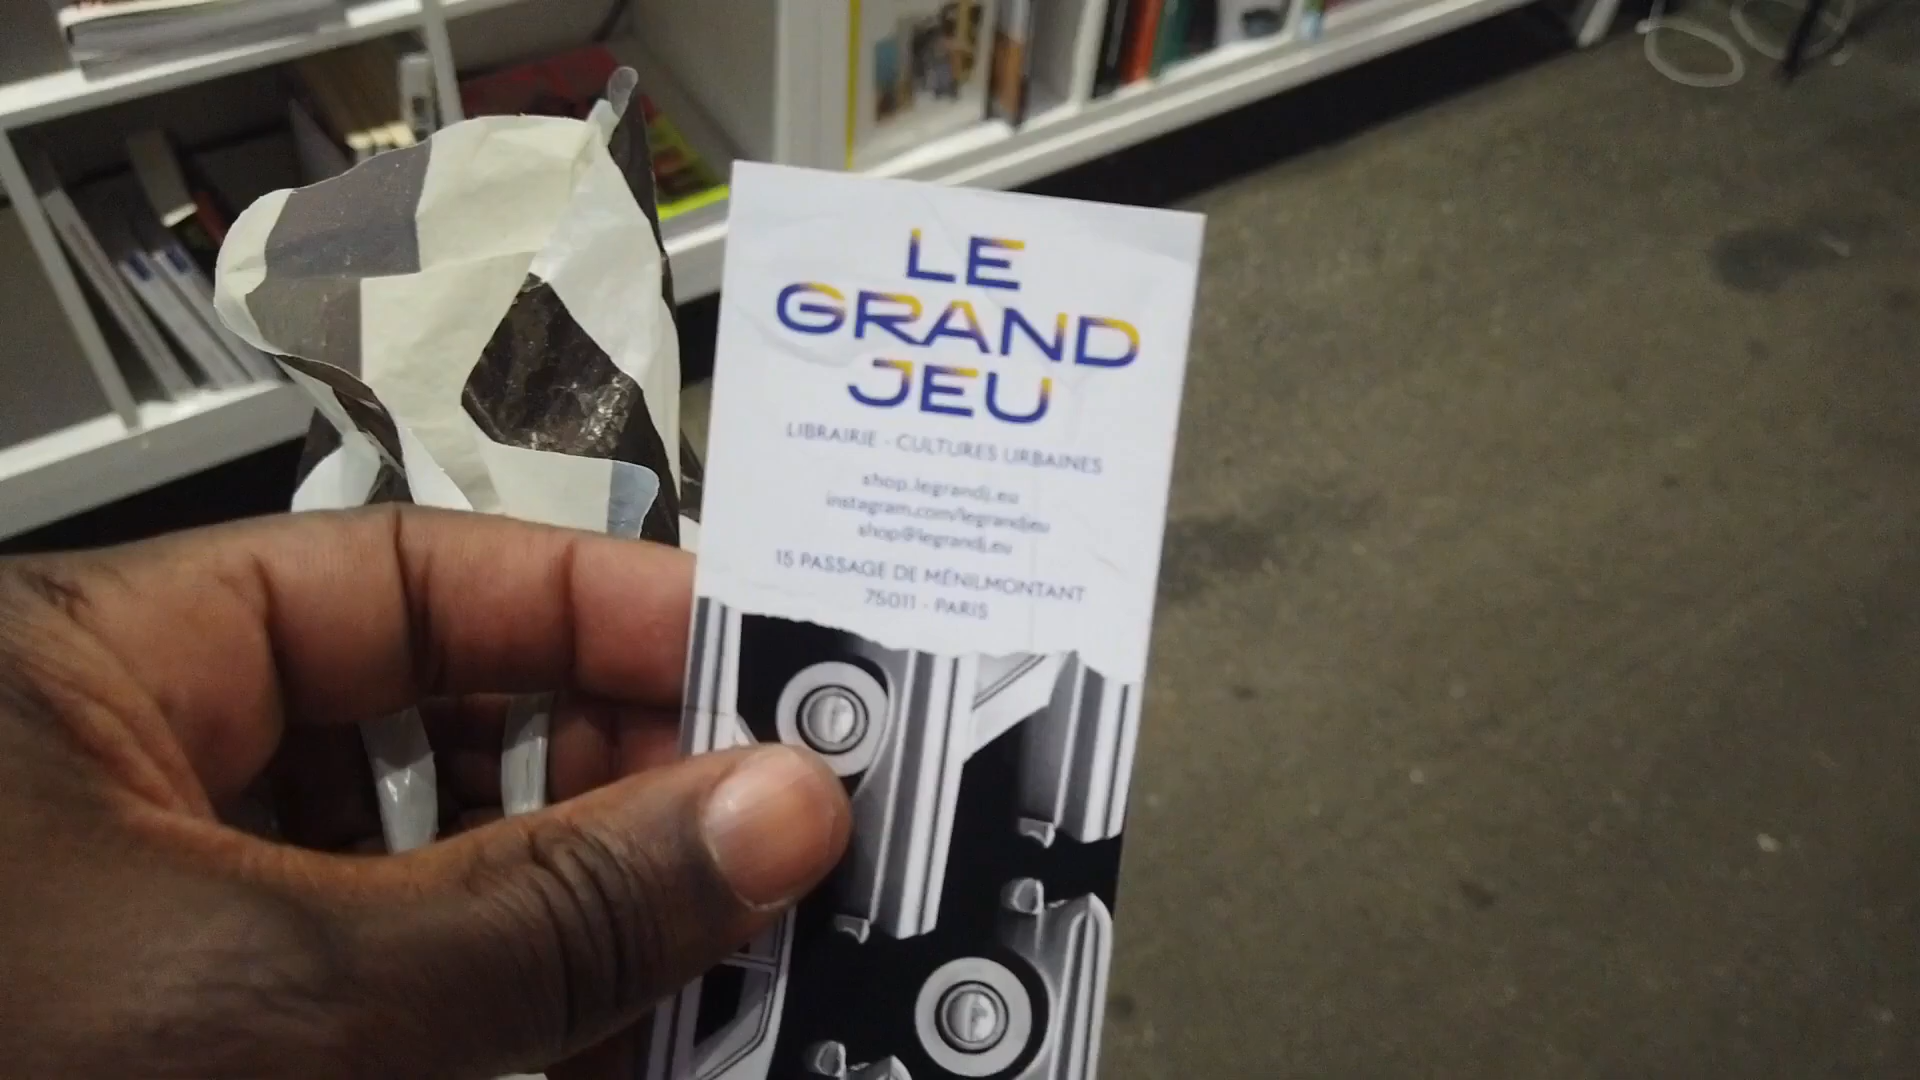 LE
GRAND
JEU
LIBRAIRIE - CULTURES URBAINES
shop.legrandj.eu
instagram.com/legrandjeu
shop@legrandj.eu
15 PASSAGE DE MÉNILMONTANT
75011 - PARIS